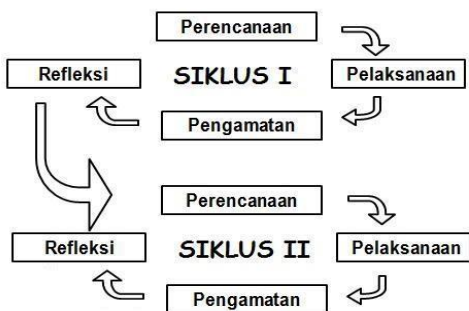 Perencanaan
Refleksi SIKLUS I Pelaksanaan
Pengamatan
Perencanaan
Refleksi SIKLUS II Pelaksanaan
Pengamatan